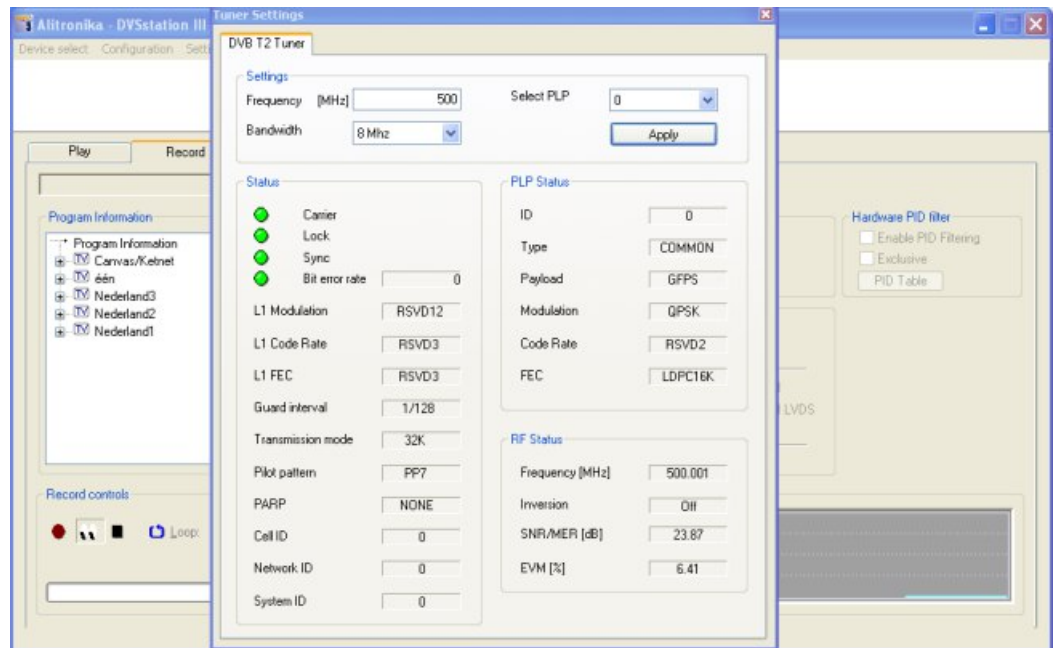 Alitronika - DVSstation III
Device select Configuration
Tuner Settings
DVB T2 Tuner
Settings
Frequency [MHz] 500
Select PLP 0
Bandwidth 8 Mhz
Apply
Play Record
Status
Carrier
Lock
Sync
Bit error rate 0
L1 Modulation RSVD12
L1 Code Rate RSVD3
L1 FEC RSVD3
Guard interval 1/128
Transmission mode 32K
Pilot pattern PP7
PARP NONE
Cell ID 0
Network ID 0
System ID 0
PLP Status
ID 0
Type COMMON
Payload GFPS
Modulation QPSK
Code Rate RSVD2
FEC LDPC16K
RF Status
Frequency [MHz] 500.001
Inversion Off
SNR/MER [dB] 23.87
EVM [%] 6.41
Program Information
Program Information
TV Canvas/Ketnet
TV één
TV Nederland3
TV Nederland2
TV Nederland1
Record controls
Loop:
Hardware PID filter
Enable PID Filtering
Exclusive
PID Table
LVDS